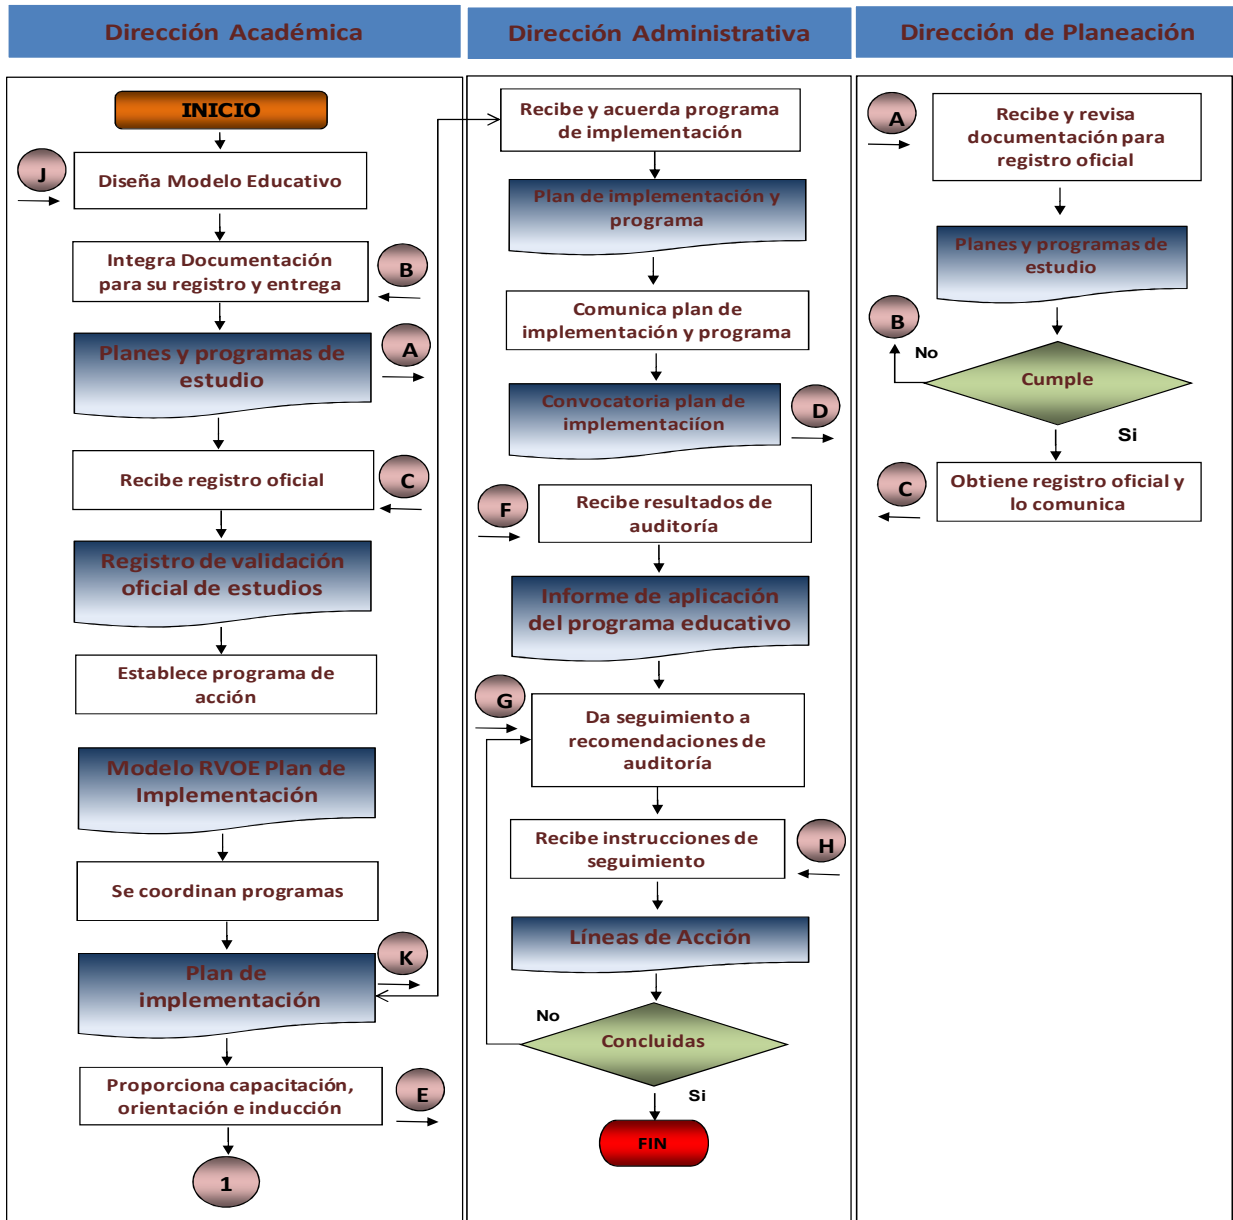 Dirección Académica
Dirección Administrativa
Dirección de Planeación
INICIO
J
Diseña Modelo Educativo
Integra Documentación
para su registro y entrega
B
Planes y programas de
estudio
A
Recibe registro oficial
C
Registro de validación
oficial de estudios
Establece programa de
acción
Modelo RVOE Plan de
Implementación
Se coordinan programas
Plan de
implementación
K
Proporciona capacitación,
orientación e inducción
E
1
Recibe y acuerda programa
de implementación
Plan de implementación y
programa
Comunica plan de
implementación y programa
Convocatoria plan de
implementaciíon
D
F
Recibe resultados de
auditoría
Informe de aplicación
del programa educativo
G
Da seguimiento a
recomendaciones de
auditoría
Recibe instrucciones de
seguimiento
H
Líneas de Acción
No
Concluidas
Si
FIN
A
Recibe y revisa
documentación para
registro oficial
Planes y programas de
estudio
B
No
Cumple
Si
C
Obtiene registro oficial y
lo comunica